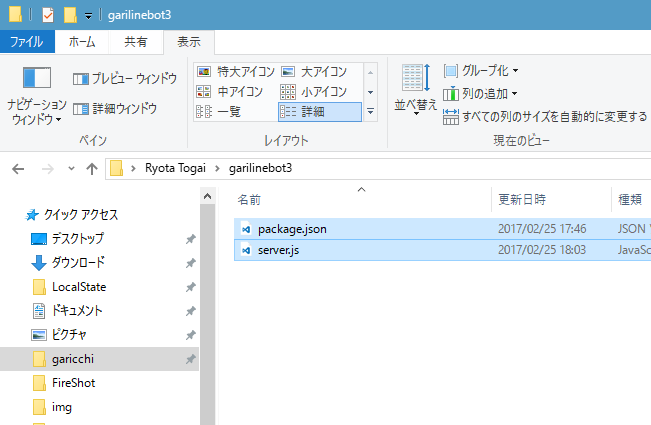 garilinebot3
ファイル ホーム 共有 表示
ナビゲーション ウィンドウ
プレビュー ウィンドウ
詳細ウィンドウ
ペイン
特大アイコン 大アイコン
中アイコン 小アイコン
一覧 詳細
レイアウト
並べ替え
グループ化
列の追加
すべての列のサイズを自動的に変更する
現在のビュー
Ryota Togai garilinebot3
クイック アクセス
デスクトップ
ダウンロード
LocalState
ドキュメント
ピクチャ
garicchi
FireShot
img
名前 更新日時 種類
package.json 2017/02/25 17:46 JSON
server.js 2017/02/25 18:03 JavaSc